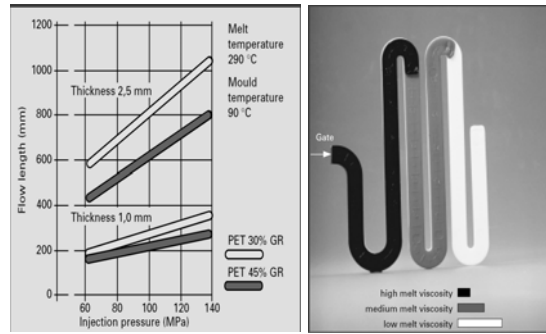 1200
1000
800
600
400
200
0
Flow length (mm)
Thickness 2,5 mm
Thickness 1,0 mm
60 80 100 120 140
Injection pressure (MPa)
Melt
temperature
290 °C
Mould
temperature
90 °C
PET 30% GR
PET 45% GR
Gate
high melt viscosity
medium melt viscosity
low melt viscosity